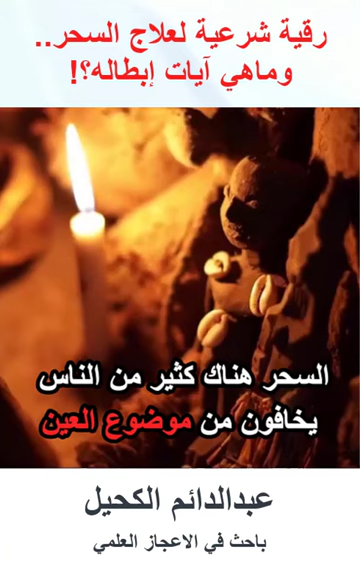 رقية شرعية لعلاج السحر..
وماهي آيات إبطاله؟!
السحر هناك كثير من الناس
يخافون من موضوع العين
عبدالدائم الكحيل
باحث في الاعجاز العلمي